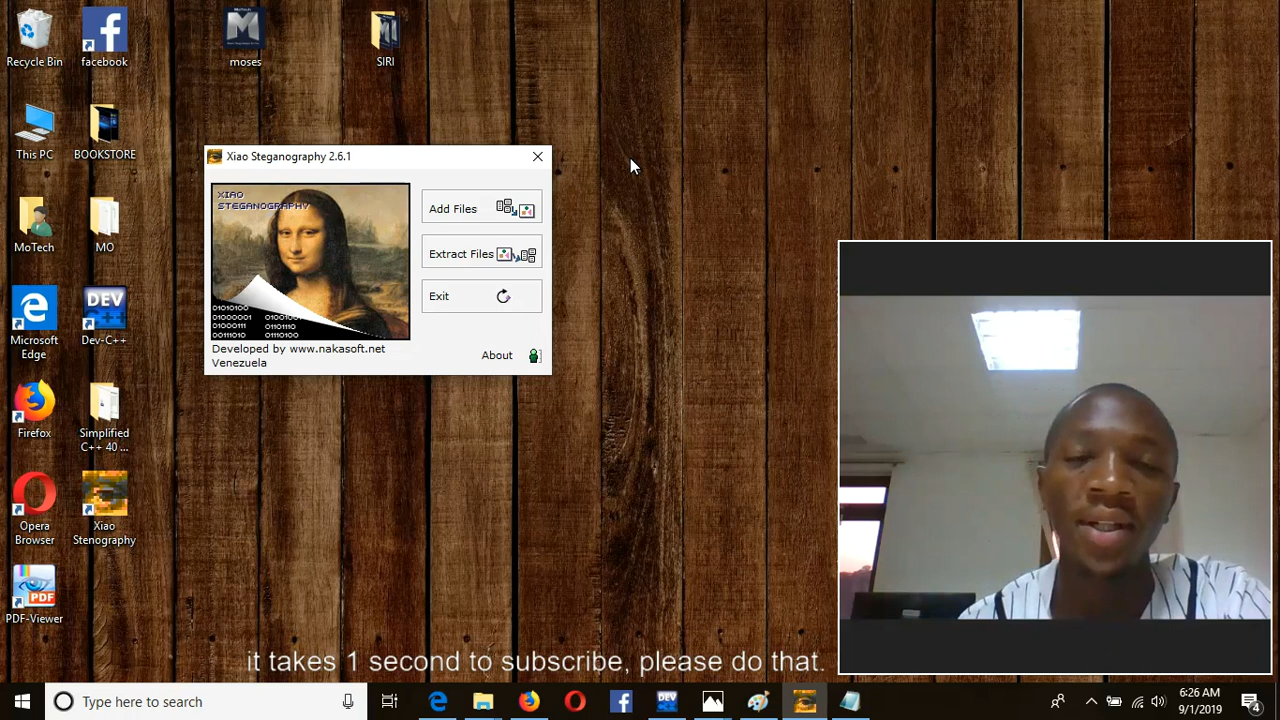 Recycle Bin
facebook
moses
SIRI
This PC
BOOKSTORE
MoTech
MO
Microsoft
Edge
Dev-C++
Firefox
Simplified
C++ 40 ...
Opera
Browser
Xiao
Stenography
PDF-Viewer
PDF
DEV
C++
M
Xiao Steganography 2.6.1
XIAO
STEGANOGRAPHY
Add Files
Extract Files
Exit
Developed by www.nakasoft.net
Venezuela
About
it takes 1 second to subscribe, please do that.
Type here to search
6:26 AM
9/1/2019
4